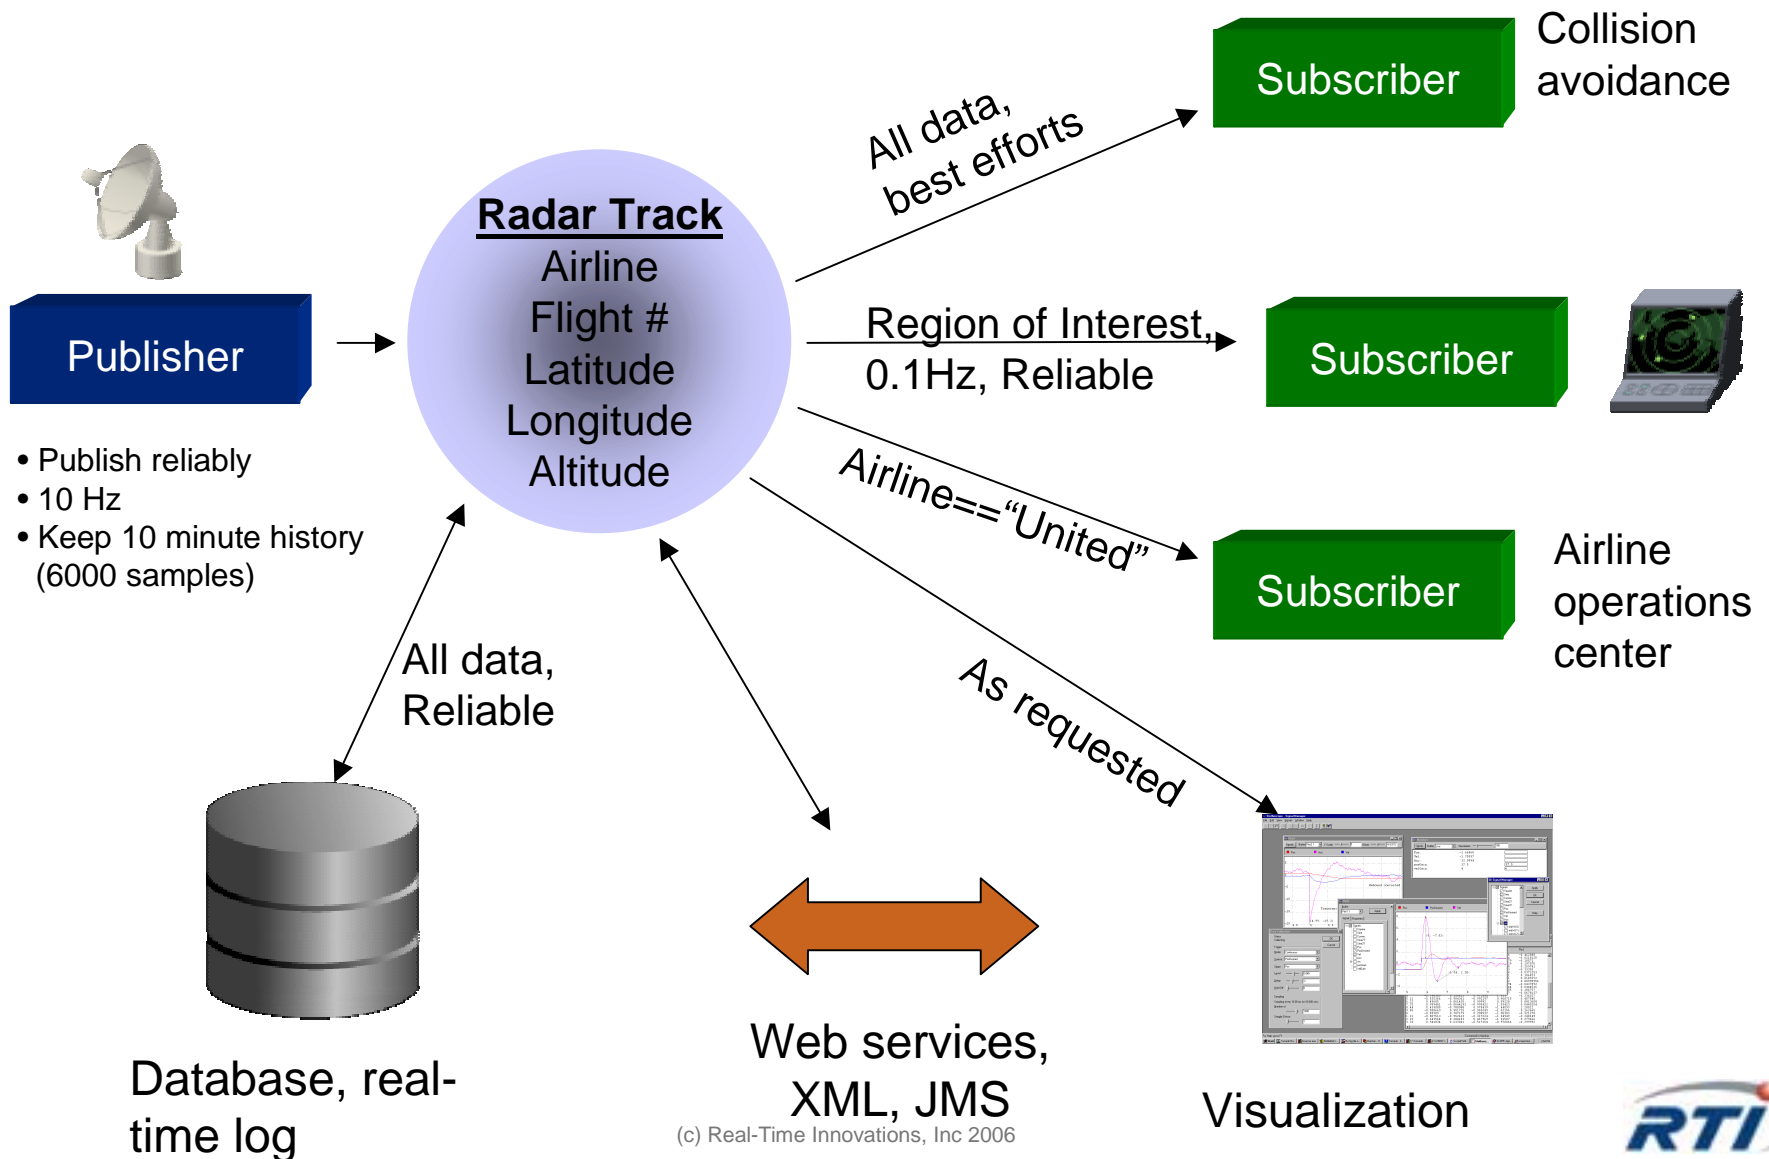 Collision
avoidance
Subscriber
All data,
best efforts
Radar Track
Airline
Flight #
Latitude
Longitude
Altitude
Publisher
Region of Interest,
0.1Hz, Reliable
Subscriber
• Publish reliably
• 10 Hz
• Keep 10 minute history
(6000 samples)
Airline=="United"
Subscriber
Airline
operations
center
All data,
Reliable
As requested
Database, real-
time log
Web services,
XML, JMS
Visualization
(c) Real-Time Innovations, Inc 2006
RTI